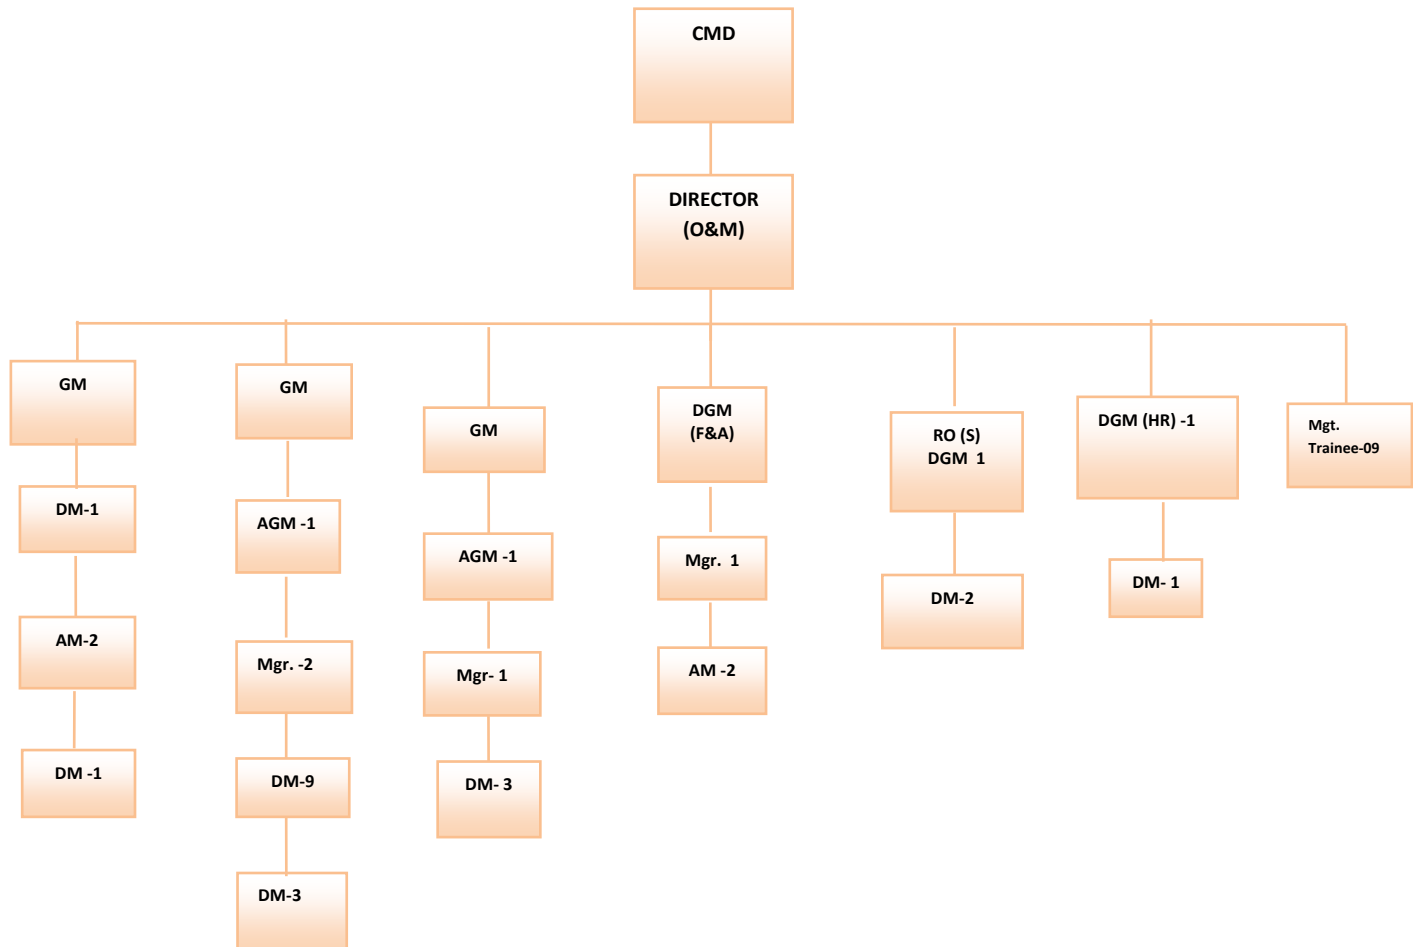 CMD
DIRECTOR
(O&M)
GM
GM
GM
DGM
(F&A)
RO (S)
DGM 1
DGM (HR) -1
Mgt.
Trainee-09
DM-1
AGM -1
AGM -1
Mgr. 1
DM-2
DM- 1
AM-2
Mgr. -2
Mgr- 1
AM -2
DM -1
DM-9
DM- 3
DM-3